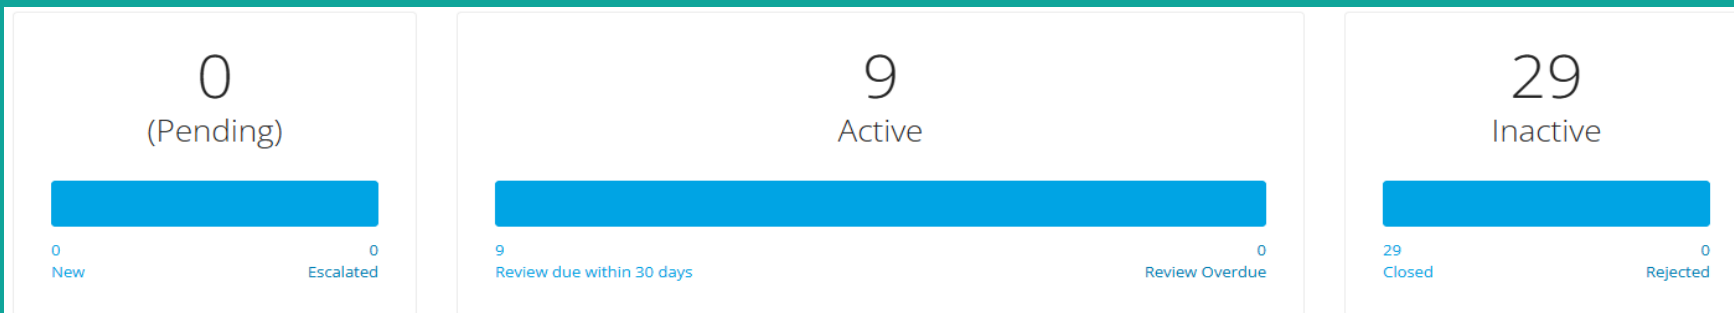 0
(Pending)
0 0
New Escalated
9
Active
9 0
Review due within 30 days Review Overdue
29
Inactive
29 0
Closed Rejected